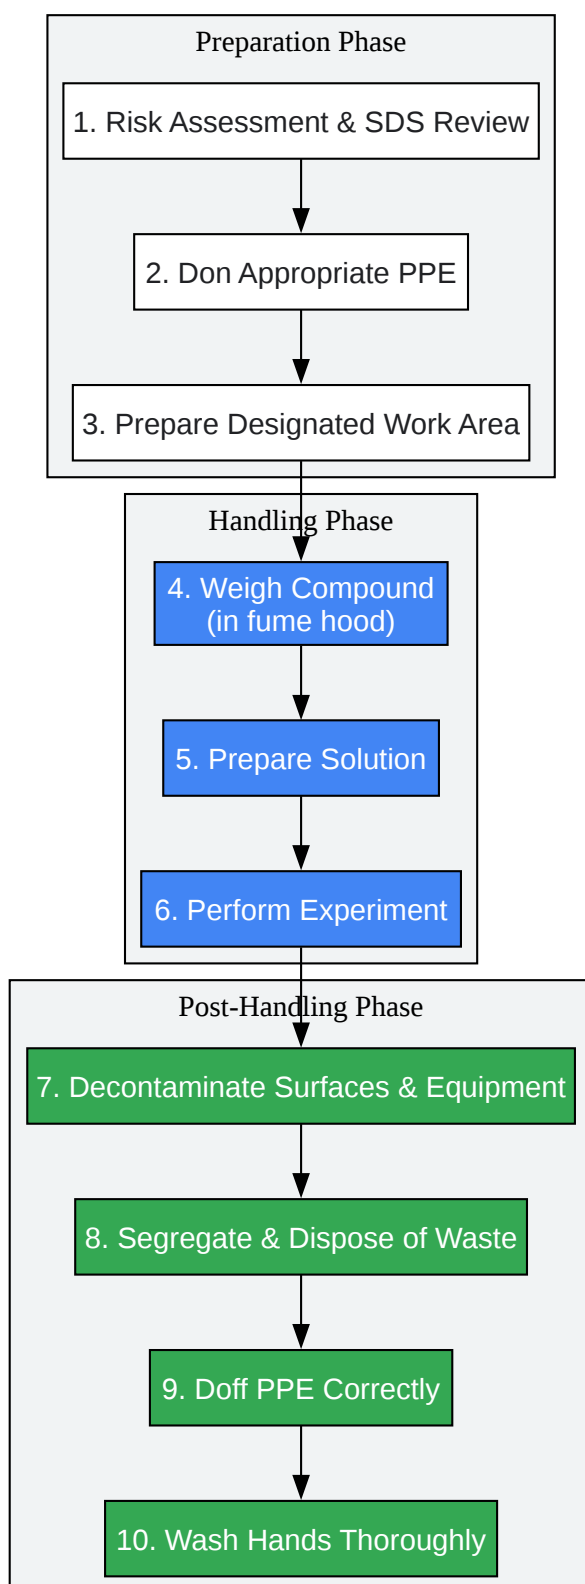 Preparation Phase
1. Risk Assessment & SDS Review
2. Don Appropriate PPE
3. Prepare Designated Work Area
Handling Phase
4. Weigh Compound
(in fume hood)
5. Prepare Solution
6. Perform Experiment
Post-Handling Phase
7. Decontaminate Surfaces & Equipment
8. Segregate & Dispose of Waste
9. Doff PPE Correctly
10. Wash Hands Thoroughly